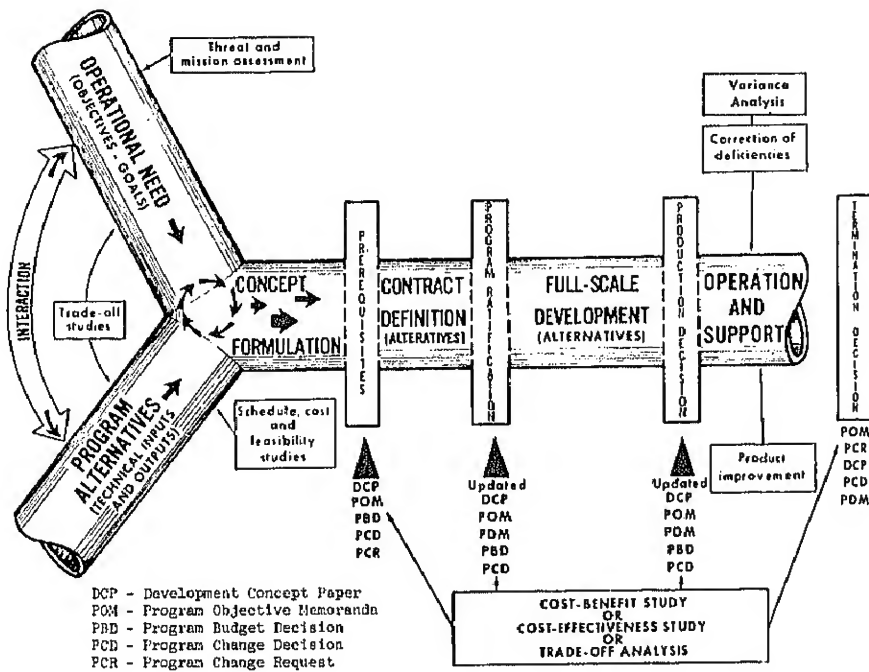 Threat and
mission assessment
OPERATIONAL NEED
(OBJECTIVES - GOALS)
INTERACTION
Trade-off
studies
PROGRAM
ALTERNATIVES
(TECHNICAL INPUTS
AND OUTPUTS)
Schedule, cost
and
feasibility
studies
CONCEPT
FORMULATION
PREREQUISITES
CONTRACT
DEFINITION
(ALTERATIVES)
PROGRAM RATIFICATION
FULL-SCALE
DEVELOPMENT
(ALTERNATIVES)
PRODUCTION DECISION
OPERATION
AND
SUPPORT
Variance
Analysis
Correction of
deficiencies
Product
improvement
TERMINATION DECISION
POM
PCR
DCP
PCD
PDM
DCP
POM
PBD
PCD
PCR
Updated
DCP
POM
PDM
PBD
PCD
Updated
DCP
POM
PDM
PBD
PCD
COST-BENEFIT STUDY
OR
COST-EFFECTIVENESS STUDY
OR
TRADE-OFF ANALYSIS
DCP - Development Concept Paper
POM - Program Objective Memoranda
PBD - Program Budget Decision
PCD - Program Change Decision
PCR - Program Change Request